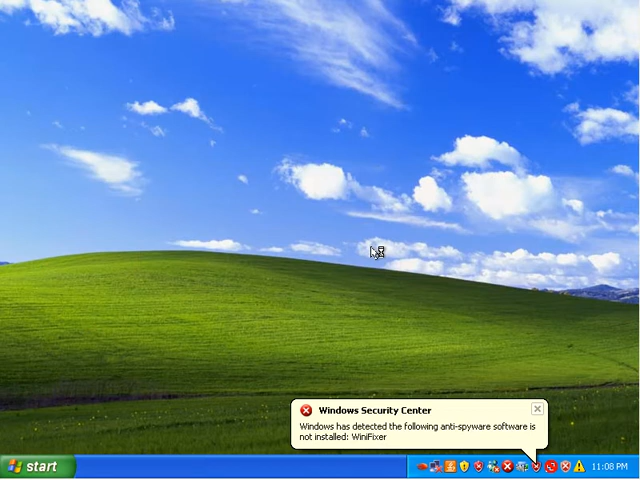 Windows Security Center
Windows has detected the following anti-spyware software is
not installed: WiniFixer
start
11:08 PM